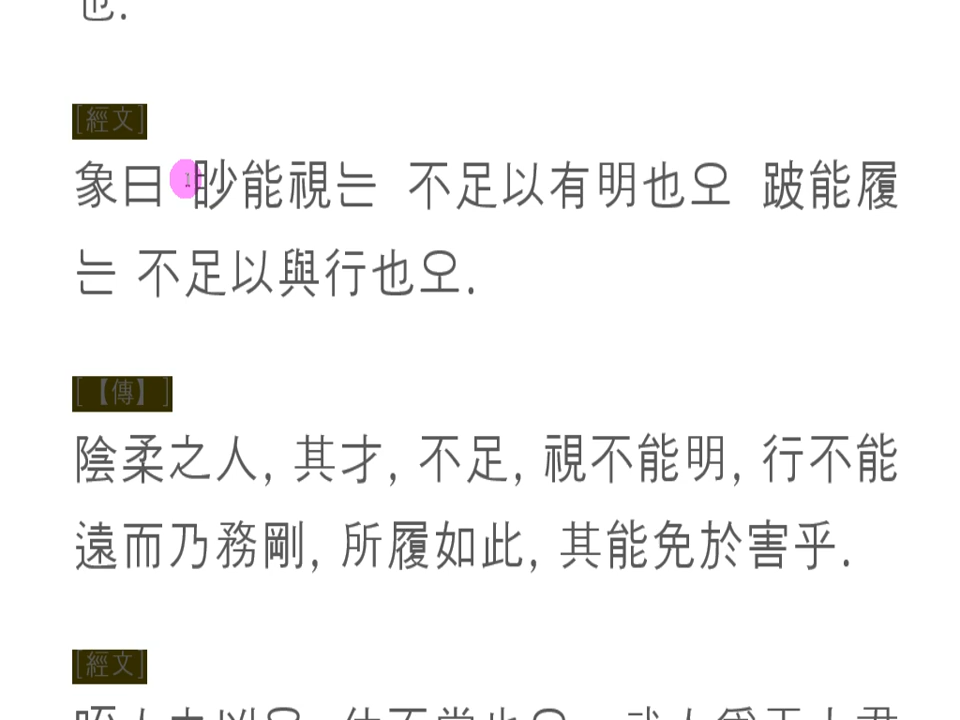 也.
[經文]
象曰 1 眇能視는 不足以有明也오 跛能履
는 不足以與行也오.
[【傳】]
陰柔之人, 其才, 不足, 視不能明, 行不能
遠而乃務剛, 所履如此, 其能免於害乎.
[經文]